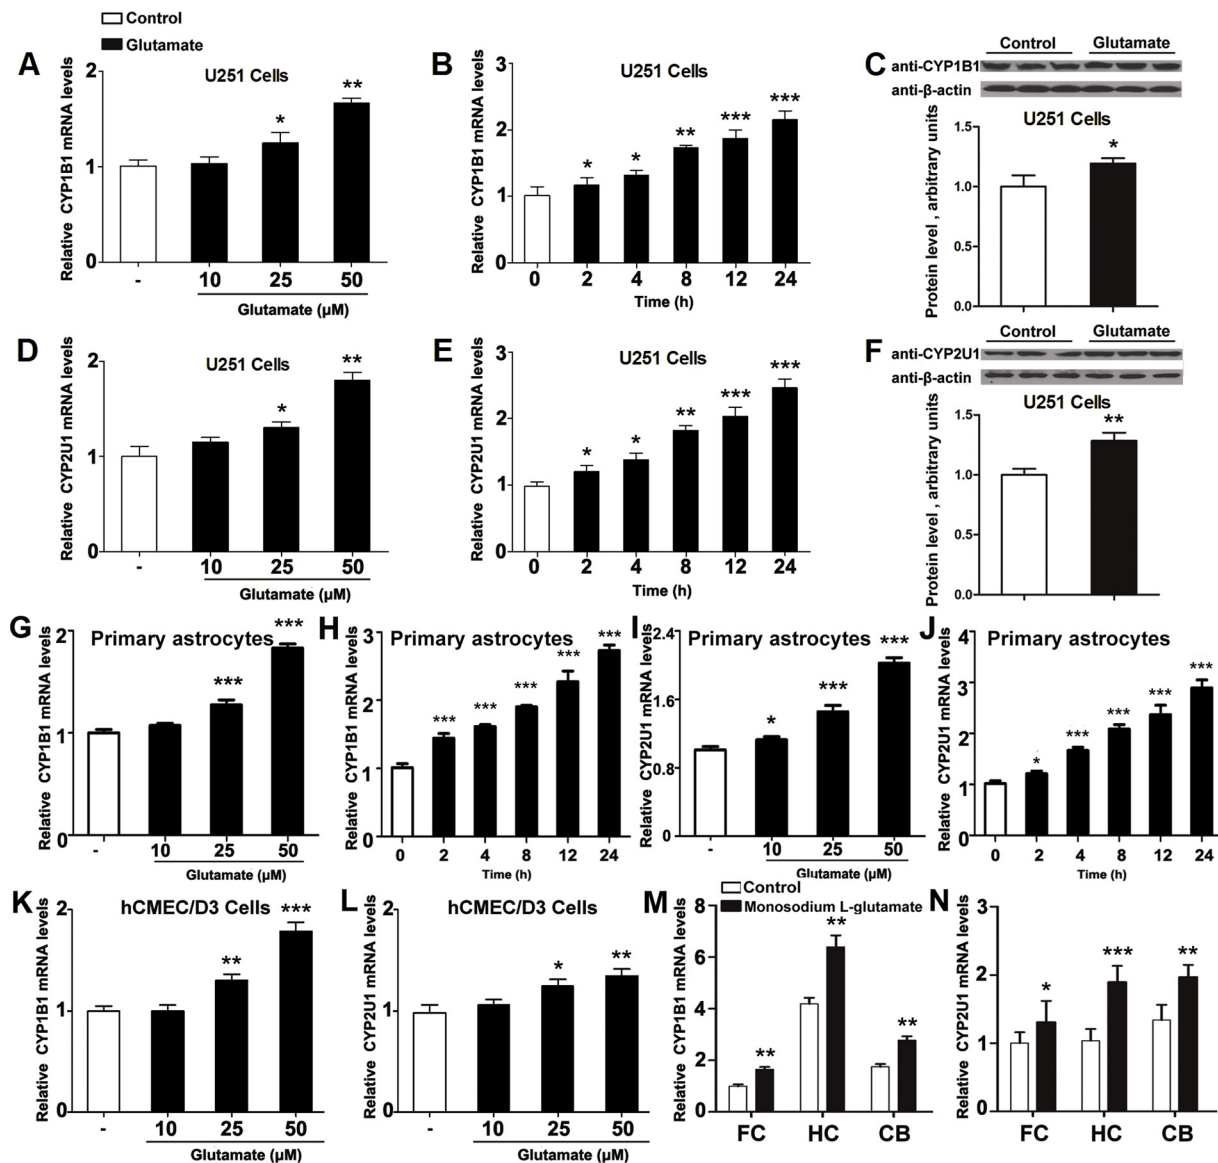 Control
Glutamate
A
U251 Cells
Relative CYP1B1 mRNA levels
2
1
0
*
**
-
10 25 50
Glutamate (µM)
B
U251 Cells
Relative CYP1B1 mRNA levels
3
2
1
0
* * ** *** ***
0 2 4 8 12 24
Time (h)
C
Control Glutamate
anti-CYP1B1
anti-β-actin
U251 Cells
Protein level , arbitrary units
1.5
1.0
0.5
0.0
*
D
U251 Cells
Relative CYP2U1 mRNA levels
2
1
0
*
**
-
10 25 50
Glutamate (µM)
E
U251 Cells
Relative CYP2U1 mRNA levels
3
2
1
0
* * ** *** ***
0 2 4 8 12 24
Time (h)
F
Control Glutamate
anti-CYP2U1
anti-β-actin
U251 Cells
Protein level , arbitrary units
1.5
1.0
0.5
0.0
**
G
Primary astrocytes
Relative CYP1B1 mRNA levels
2
1
0
*** ***
-
10 25 50
Glutamate (µM)
H
Primary astrocytes
Relative CYP1B1 mRNA levels
3
2
1
0
*** *** *** *** ***
0 2 4 8 12 24
Time (h)
I
Primary astrocytes
Relative CYP2U1 mRNA levels
2.4
1.6
0.8
0
* *** ***
-
10 25 50
Glutamate (µM)
J
Primary astrocytes
Relative CYP2U1 mRNA levels
4
3
2
1
0
* *** *** *** ***
0 2 4 8 12 24
Time (h)
K
hCMEC/D3 Cells
Relative CYP1B1 mRNA levels
2
1
0
** ***
-
10 25 50
Glutamate (µM)
L
hCMEC/D3 Cells
Relative CYP2U1 mRNA levels
2
1
0
* **
-
10 25 50
Glutamate (µM)
M
Control
Monosodium L-glutamate
Relative CYP1B1 mRNA levels
8
6
4
2
0
** ** **
FC HC CB
N
Relative CYP2U1 mRNA levels
3
2
1
0
* *** **
FC HC CB